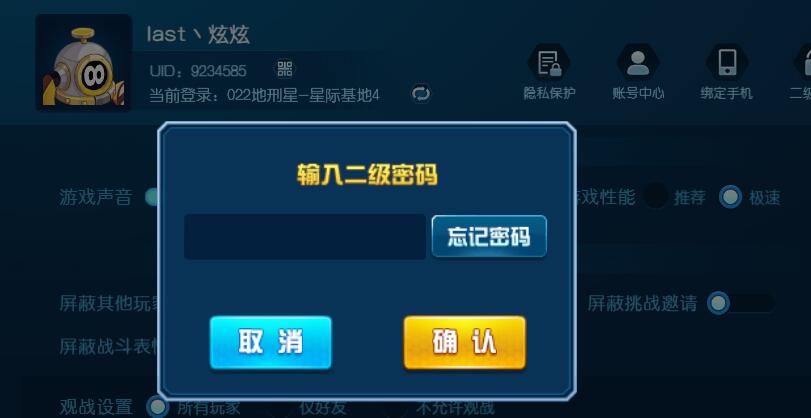 last丶炫炫
UID：9234585
当前登录：022地刑星-星际基地4
隐私保护
账号中心
绑定手机
二级
输入二级密码
忘记密码
取消
确认
游戏声音
戏性能
推荐
极速
屏蔽其他玩家
屏蔽挑战邀请
屏蔽战斗表
观战设置
所有玩家
仅好友
不允许观战